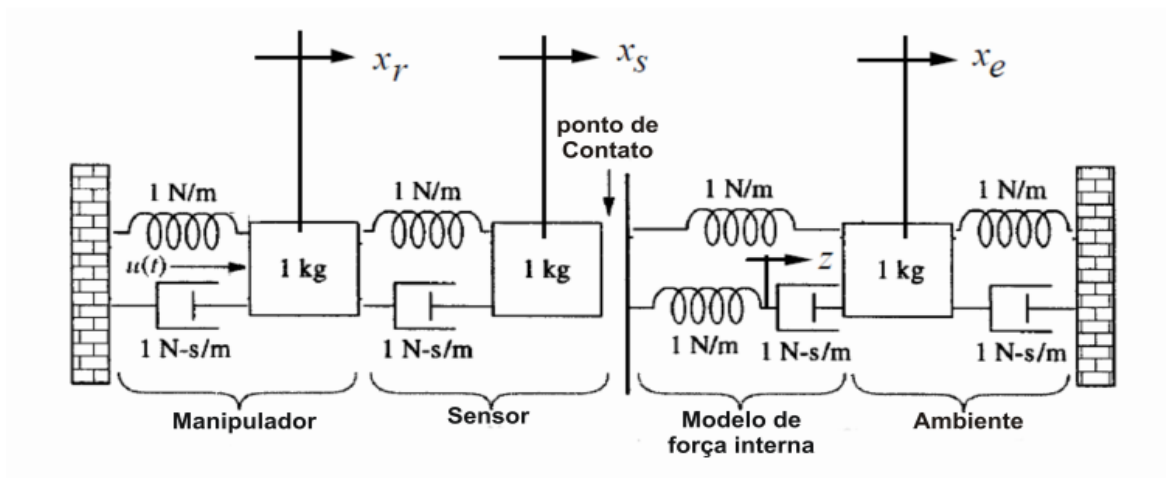 x_r
x_s
x_e
ponto de
Contato
1 N/m
1 N/m
1 N/m
1 N/m
u(t)
z
1 kg
1 kg
1 kg
1 N-s/m
1 N-s/m
1 N/m
1 N-s/m
1 N-s/m
Manipulador
Sensor
Modelo de
força interna
Ambiente